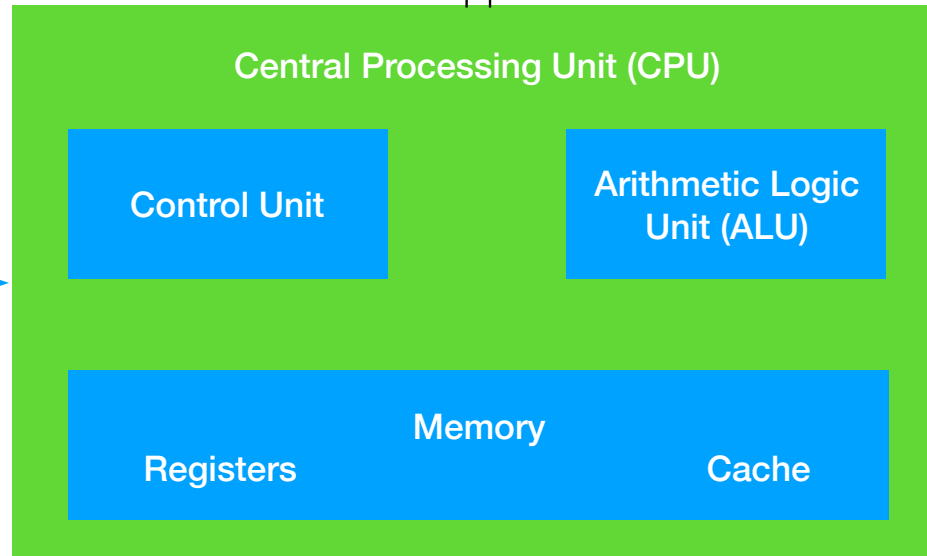 Central Processing Unit (CPU)
Control Unit
Arithmetic Logic
Unit (ALU)
Memory
Registers
Cache